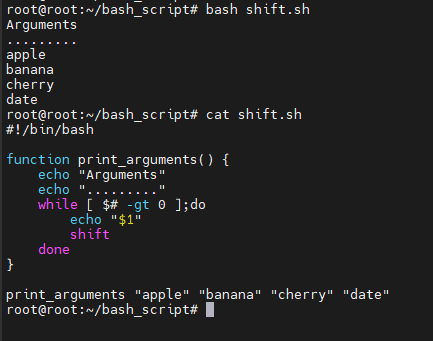 root@root:~/bash_script# bash shift.sh
Arguments
.........
apple
banana
cherry
date
root@root:~/bash_script# cat shift.sh
#!/bin/bash

function print_arguments() {
    echo "Arguments"
    echo "........."
    while [ $# -gt 0 ];do
        echo "$1"
        shift
    done
}

print_arguments "apple" "banana" "cherry" "date"
root@root:~/bash_script#